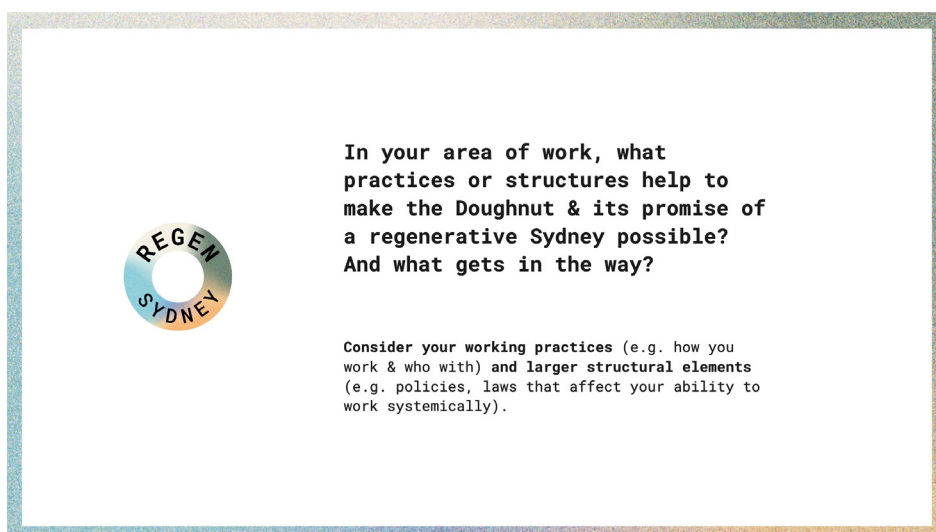 REGEN
SYDNEY
In your area of work, what
practices or structures help to
make the Doughnut & its promise of
a regenerative Sydney possible?
And what gets in the way?
Consider your working practices (e.g. how you
work & who with) and larger structural elements
(e.g. policies, laws that affect your ability to
work systemically).